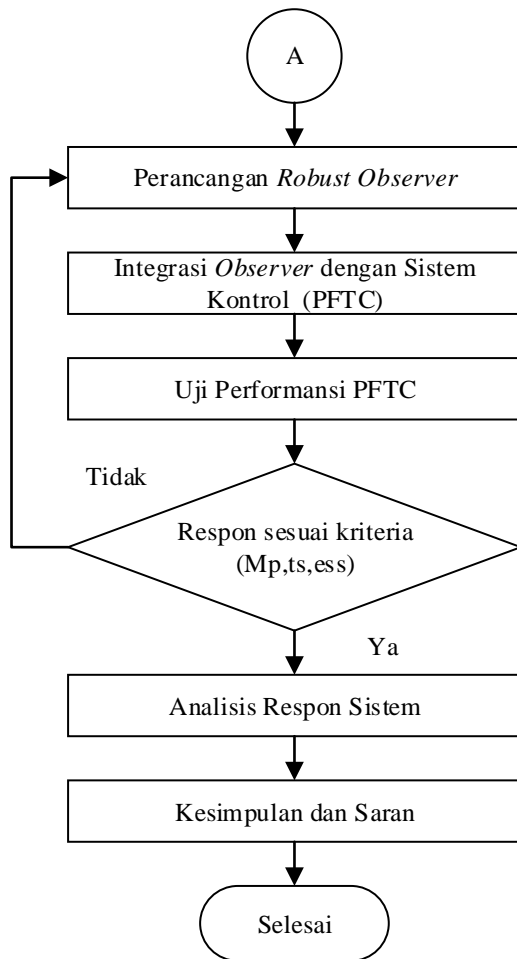 A
Perancangan Robust Observer
Integrasi Observer dengan Sistem
Kontrol (PFTC)
Uji Performansi PFTC
Tidak
Respon sesuai kriteria
(Mp,ts,ess)
Ya
Analisis Respon Sistem
Kesimpulan dan Saran
Selesai